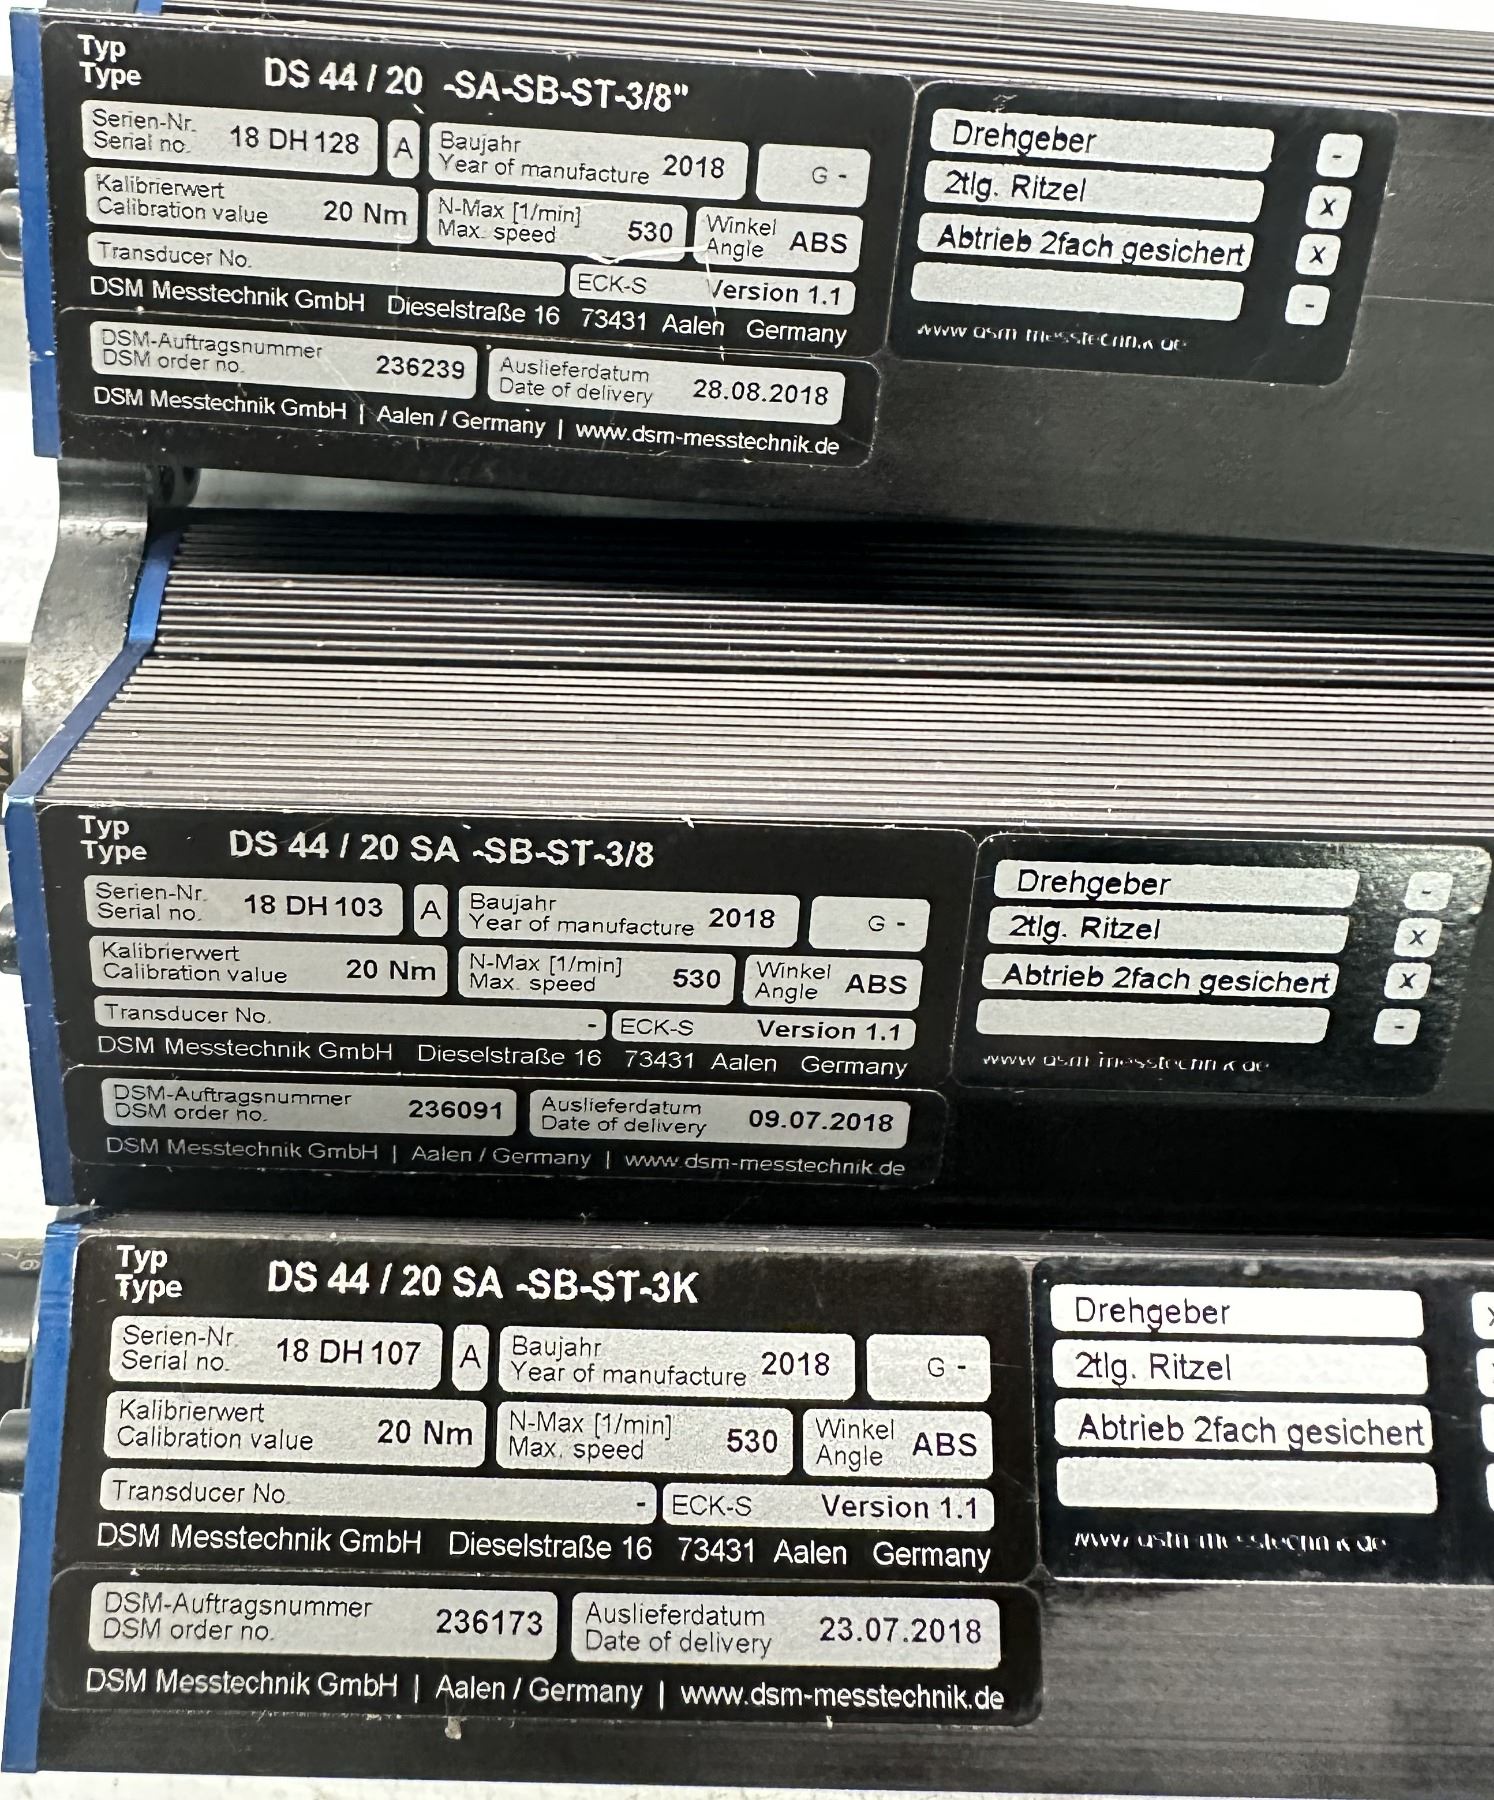 Typ
Type DS 44 / 20 -SA-SB-ST-3/8"
Serien-Nr.
Serial no. 18 DH 128 A Baujahr
Year of manufacture 2018 G -
Kalibrierwert
Calibration value 20 Nm N-Max [1/min]
Max. speed 530 Winkel
Angle ABS
Transducer No. ECK-S Version 1.1
DSM Messtechnik GmbH Dieselstraße 16 73431 Aalen Germany
DSM-Auftragsnummer
DSM order no. 236239 Auslieferdatum
Date of delivery 28.08.2018
DSM Messtechnik GmbH | Aalen / Germany | www.dsm-messtechnik.de
Drehgeber -
2tlg. Ritzel x
Abtrieb 2fach gesichert x
-
Typ
Type DS 44 / 20 SA -SB-ST-3/8
Serien-Nr.
Serial no. 18 DH 103 A Baujahr
Year of manufacture 2018 G -
Kalibrierwert
Calibration value 20 Nm N-Max [1/min]
Max. speed 530 Winkel
Angle ABS
Transducer No. - ECK-S Version 1.1
DSM Messtechnik GmbH Dieselstraße 16 73431 Aalen Germany
DSM-Auftragsnummer
DSM order no. 236091 Auslieferdatum
Date of delivery 09.07.2018
DSM Messtechnik GmbH | Aalen / Germany | www.dsm-messtechnik.de
Drehgeber -
2tlg. Ritzel x
Abtrieb 2fach gesichert x
-
Typ
Type DS 44 / 20 SA -SB-ST-3K
Serien-Nr.
Serial no. 18 DH 107 A Baujahr
Year of manufacture 2018 G -
Kalibrierwert
Calibration value 20 Nm N-Max [1/min]
Max. speed 530 Winkel
Angle ABS
Transducer No. - ECK-S Version 1.1
DSM Messtechnik GmbH Dieselstraße 16 73431 Aalen Germany
DSM-Auftragsnummer
DSM order no. 236173 Auslieferdatum
Date of delivery 23.07.2018
DSM Messtechnik GmbH | Aalen / Germany | www.dsm-messtechnik.de
Drehgeber
2tlg. Ritzel
Abtrieb 2fach gesichert